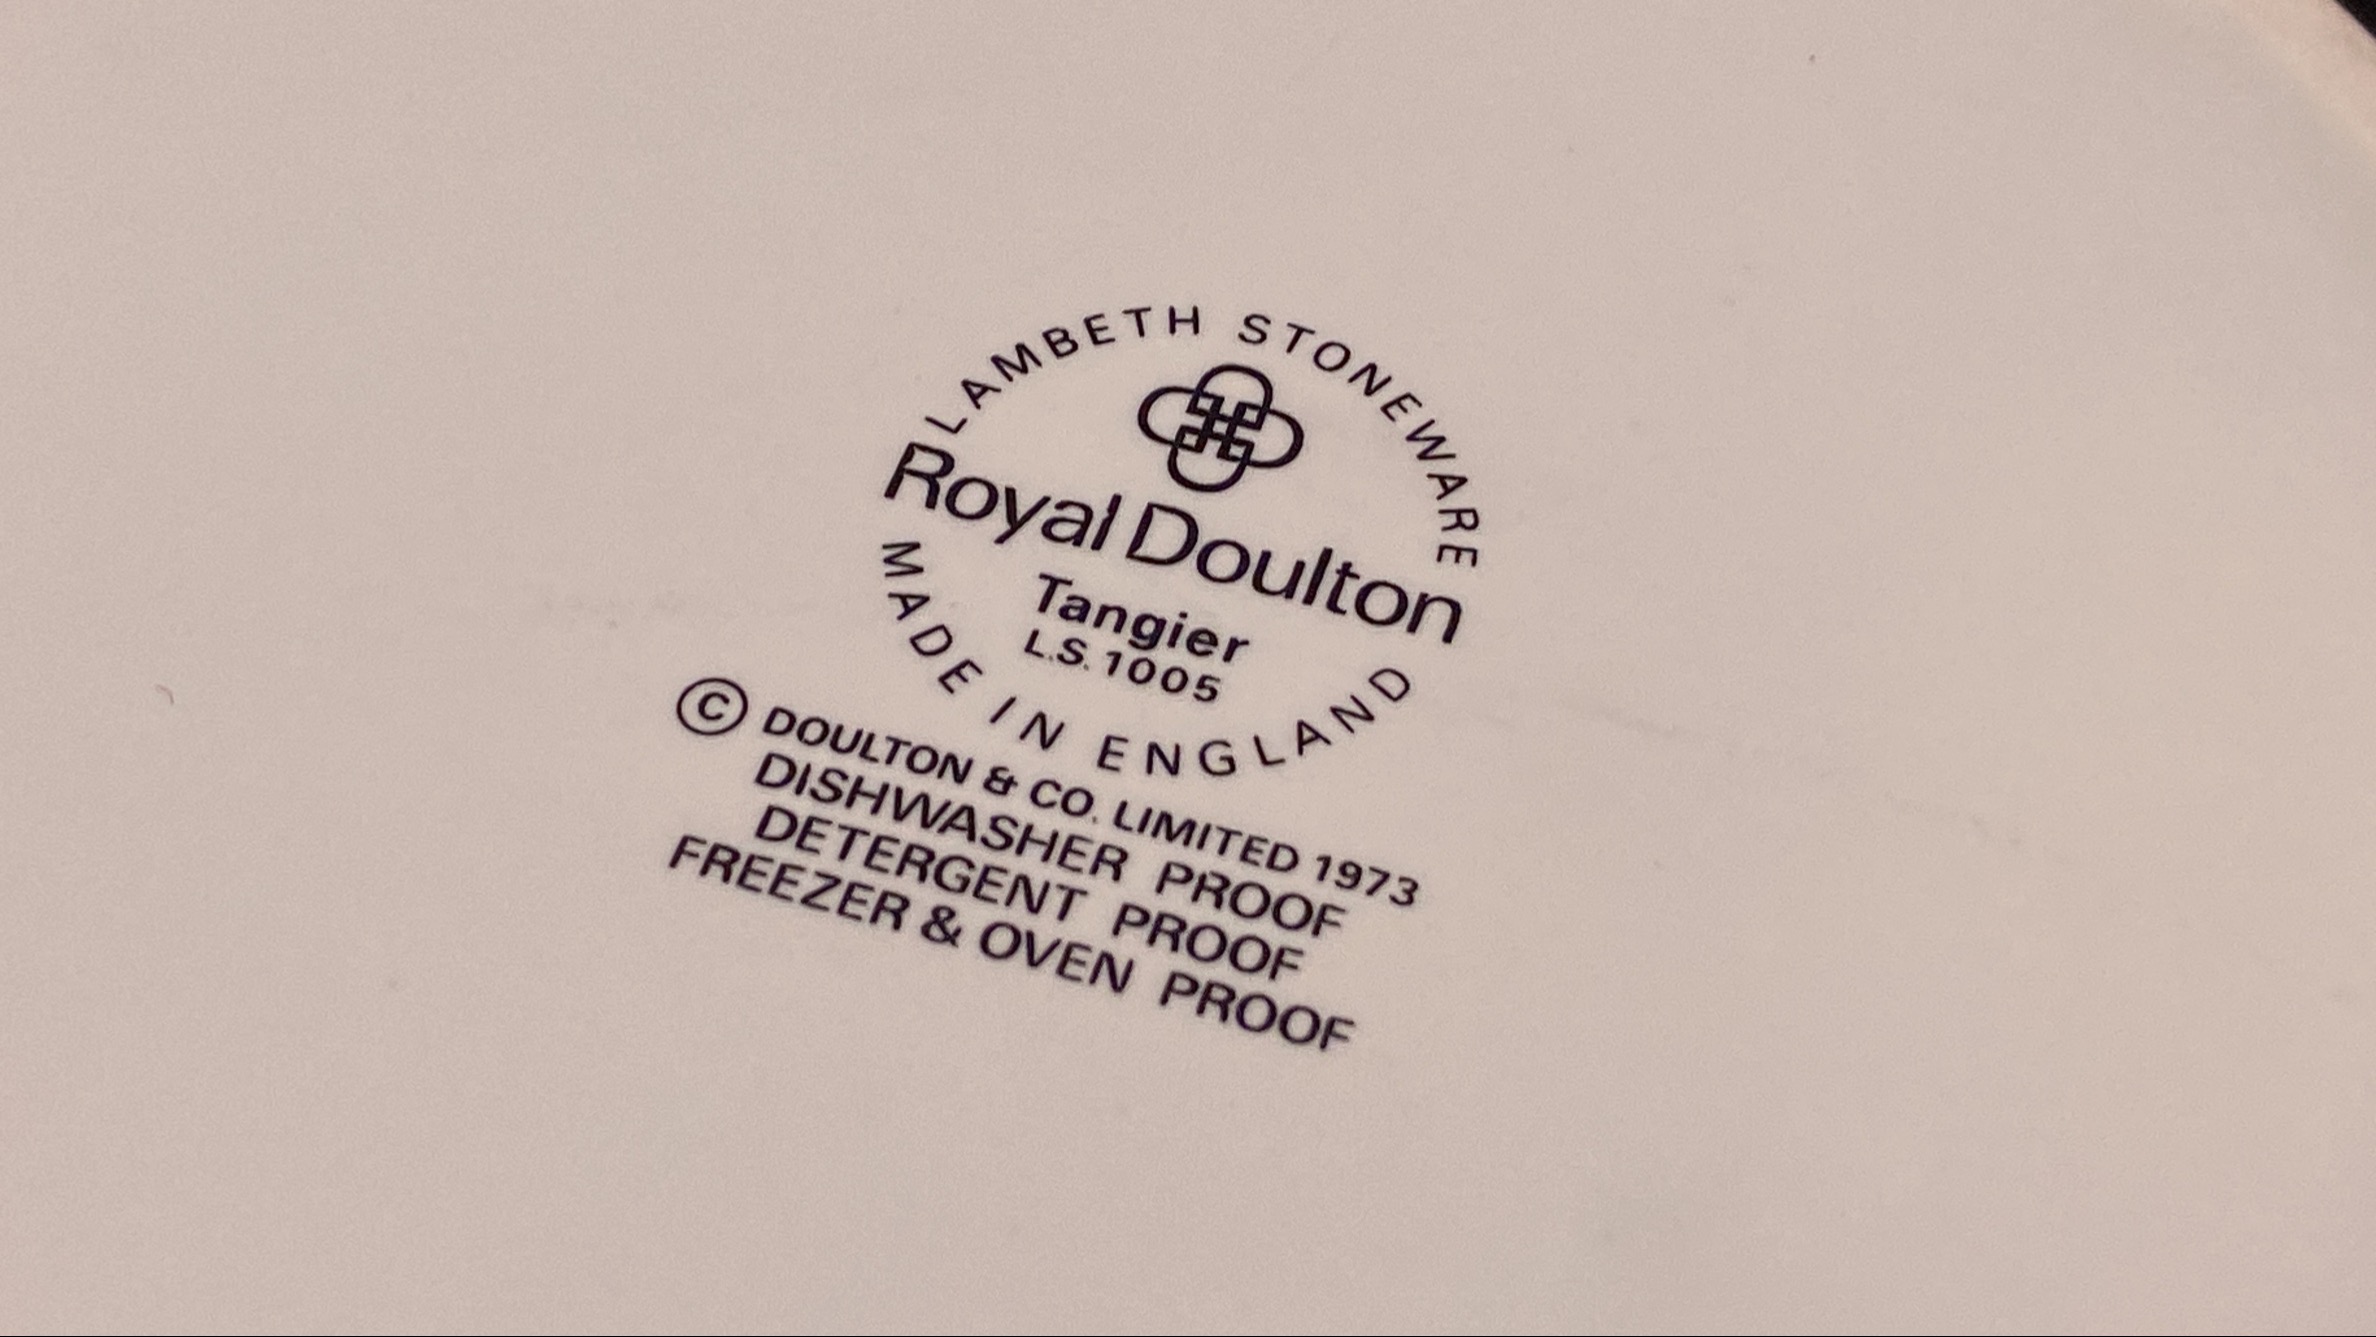 LAMBETH STONEWARE
Royal Doulton
Tangier
L.S. 1005
MADE IN ENGLAND
© DOULTON & CO. LIMITED 1973
DISHWASHER PROOF
DETERGENT PROOF
FREEZER & OVEN PROOF